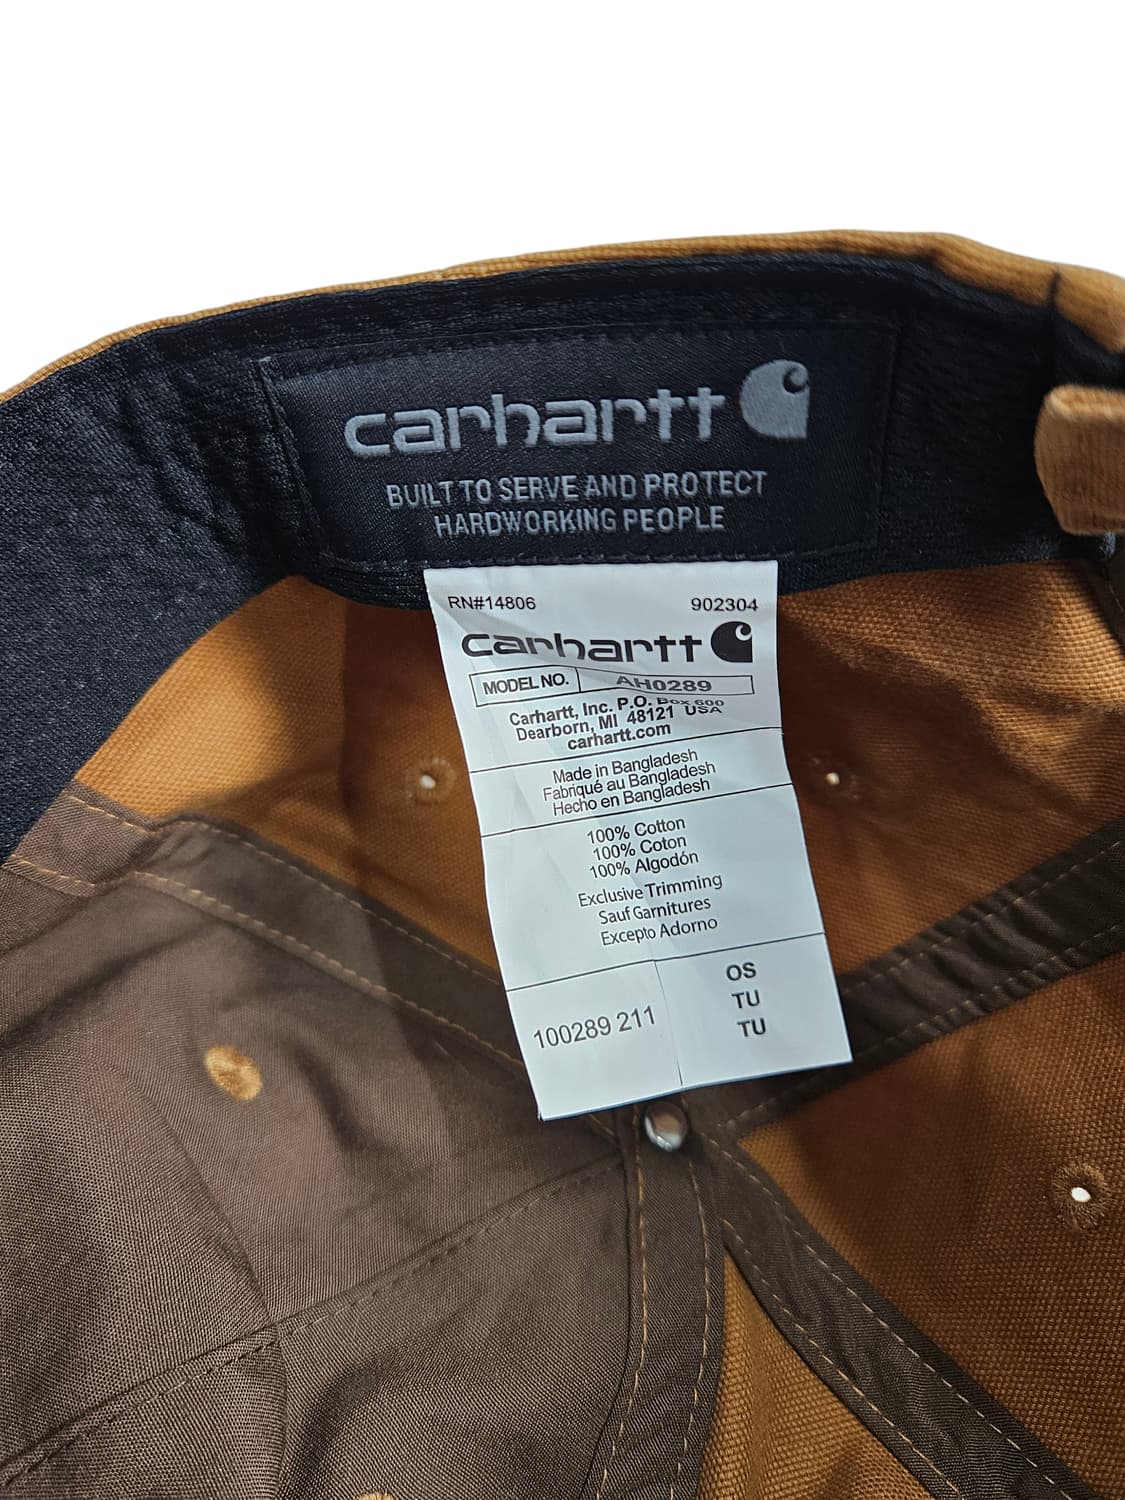 carhartt
BUILT TO SERVE AND PROTECT
HARDWORKING PEOPLE
RN#14806 902304
carhartt
MODEL NO. AH0289
Carhartt, Inc. P.O. Box 600
Dearborn, MI 48121 USA
carhartt.com
Made in Bangladesh
Fabriqué au Bangladesh
Hecho en Bangladesh
100% Cotton
100% Coton
100% Algodón
Exclusive Trimming
Sauf Garnitures
Excepto Adorno
OS
100289 211 TU
TU